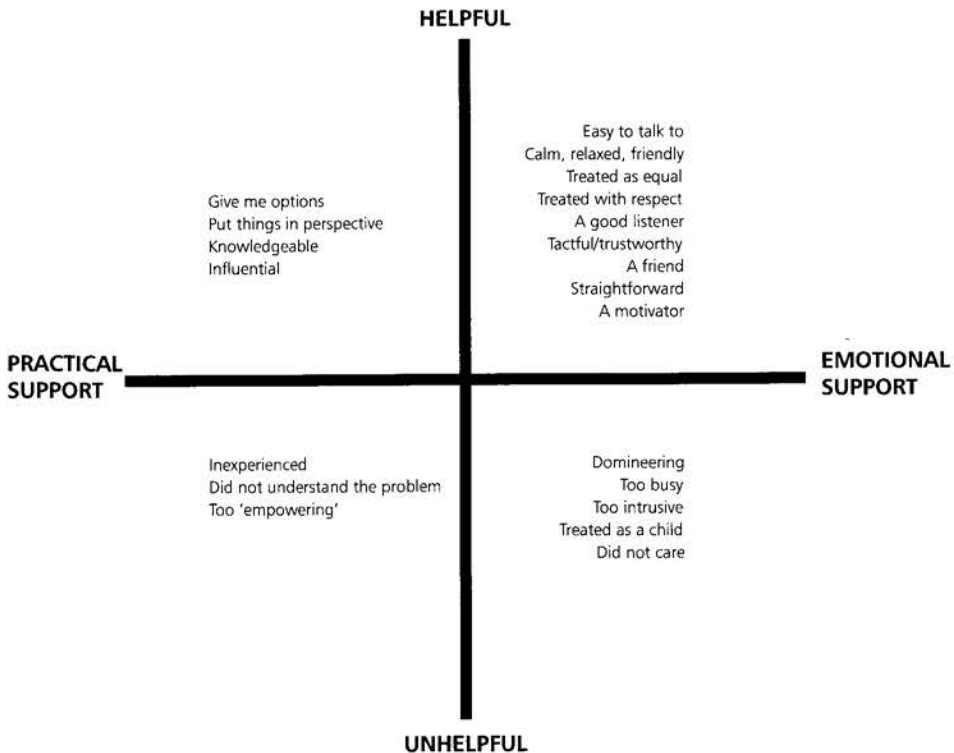 HELPFUL
Easy to talk to
Calm, relaxed, friendly
Treated as equal
Treated with respect
A good listener
Tactful/trustworthy
A friend
Straightforward
A motivator
Give me options
Put things in perspective
Knowledgeable
Influential
PRACTICAL
SUPPORT
EMOTIONAL
SUPPORT
Inexperienced
Did not understand the problem
Too 'empowering'
Domineering
Too busy
Too intrusive
Treated as a child
Did not care
UNHELPFUL